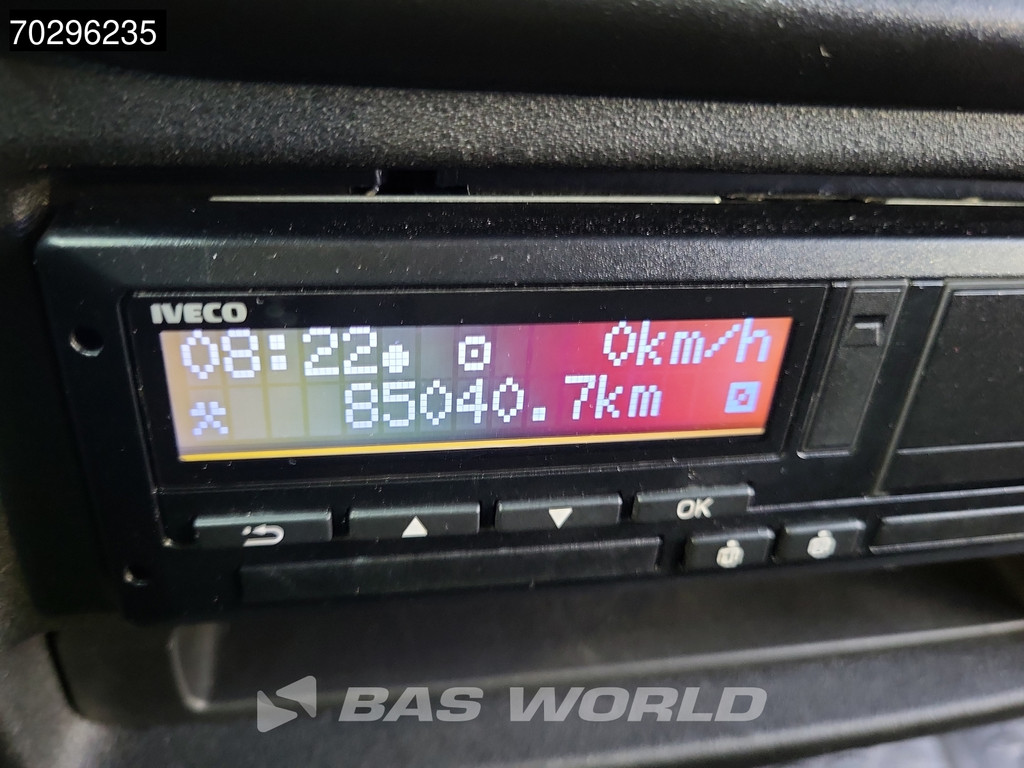 70296235
IVECO
08:22 0km/h
85040.7km
OK
BAS WORLD